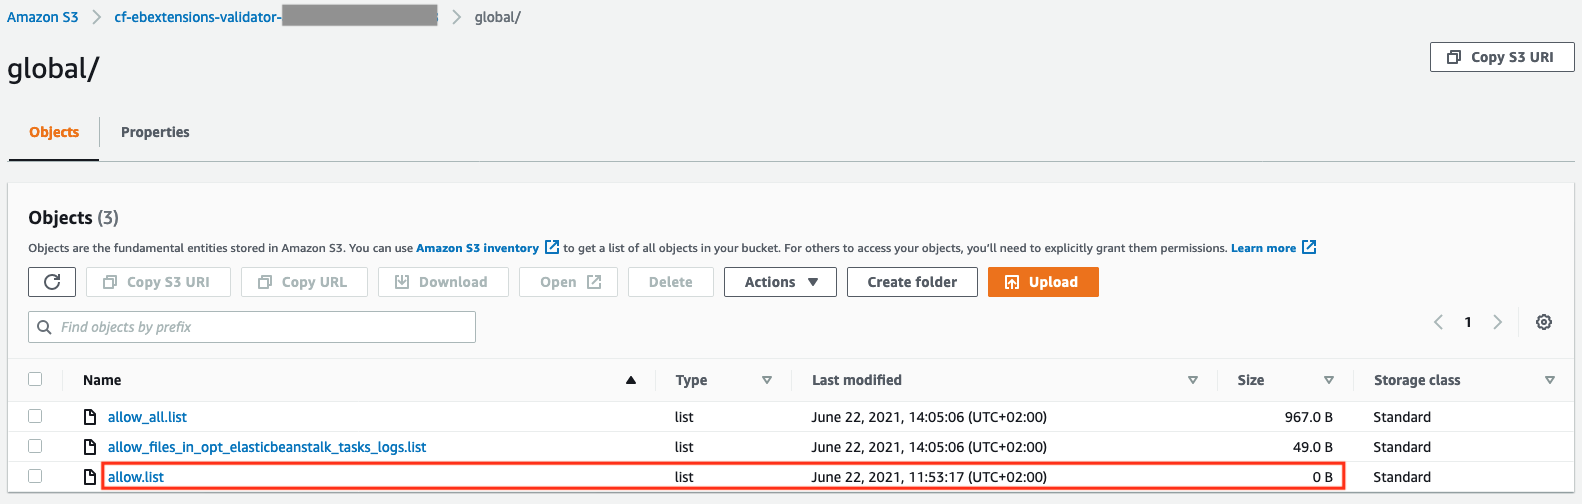 Amazon S3 > cf-ebextensions-validator- > global/
global/
Copy S3 URI
Objects Properties
Objects (3)
Objects are the fundamental entities stored in Amazon S3. You can use Amazon S3 inventory to get a list of all objects in your bucket. For others to access your objects, you'll need to explicitly grant them permissions. Learn more
Copy S3 URI Copy URL Download Open Delete Actions Create folder Upload
Find objects by prefix
1
Name Type Last modified Size Storage class
allow_all.list list June 22, 2021, 14:05:06 (UTC+02:00) 967.0 B Standard
allow_files_in_opt_elasticbeanstalk_tasks_logs.list list June 22, 2021, 14:05:06 (UTC+02:00) 49.0 B Standard
allow.list list June 22, 2021, 11:53:17 (UTC+02:00) 0 B Standard